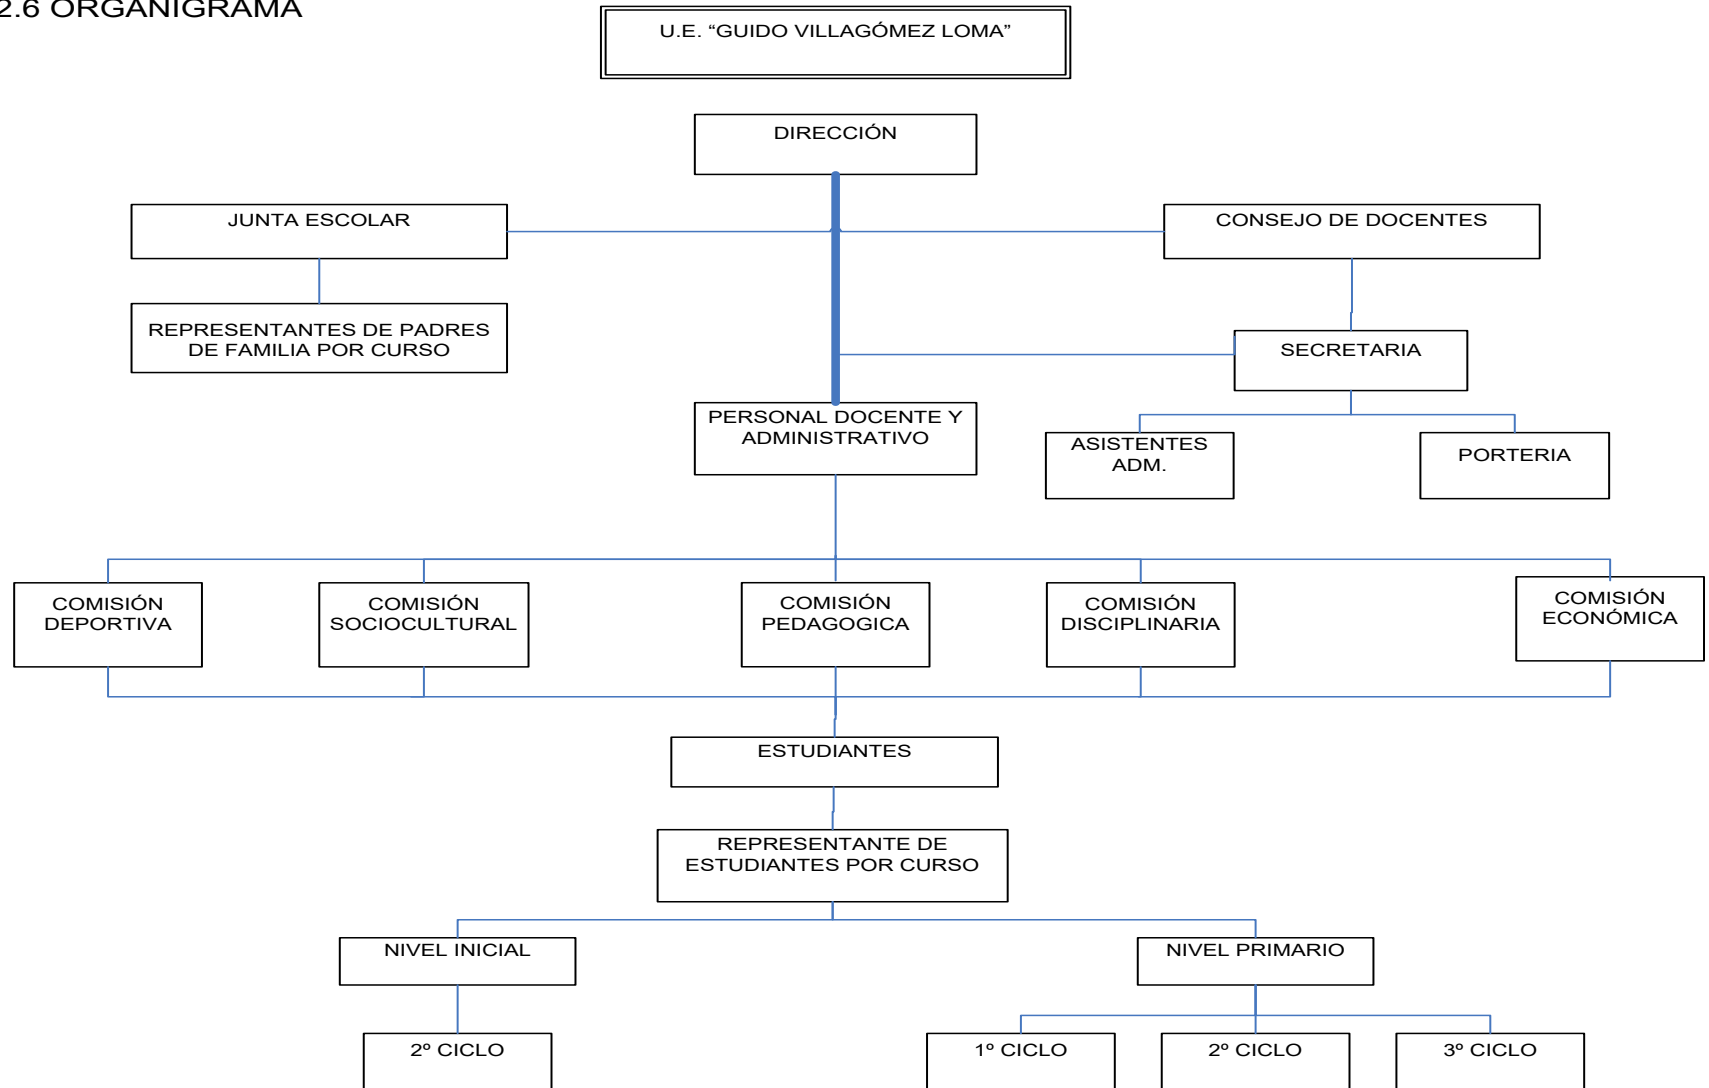 2.6 ORGANIGRAMA
U.E. “GUIDO VILLAGÓMEZ LOMA”
DIRECCIÓN
JUNTA ESCOLAR
CONSEJO DE DOCENTES
REPRESENTANTES DE PADRES
DE FAMILIA POR CURSO
SECRETARIA
PERSONAL DOCENTE Y
ADMINISTRATIVO
ASISTENTES
ADM.
PORTERIA
COMISIÓN
DEPORTIVA
COMISIÓN
SOCIOCULTURAL
COMISIÓN
PEDAGOGICA
COMISIÓN
DISCIPLINARIA
COMISIÓN
ECONÓMICA
ESTUDIANTES
REPRESENTANTE DE
ESTUDIANTES POR CURSO
NIVEL INICIAL
NIVEL PRIMARIO
2º CICLO
1º CICLO
2º CICLO
3º CICLO